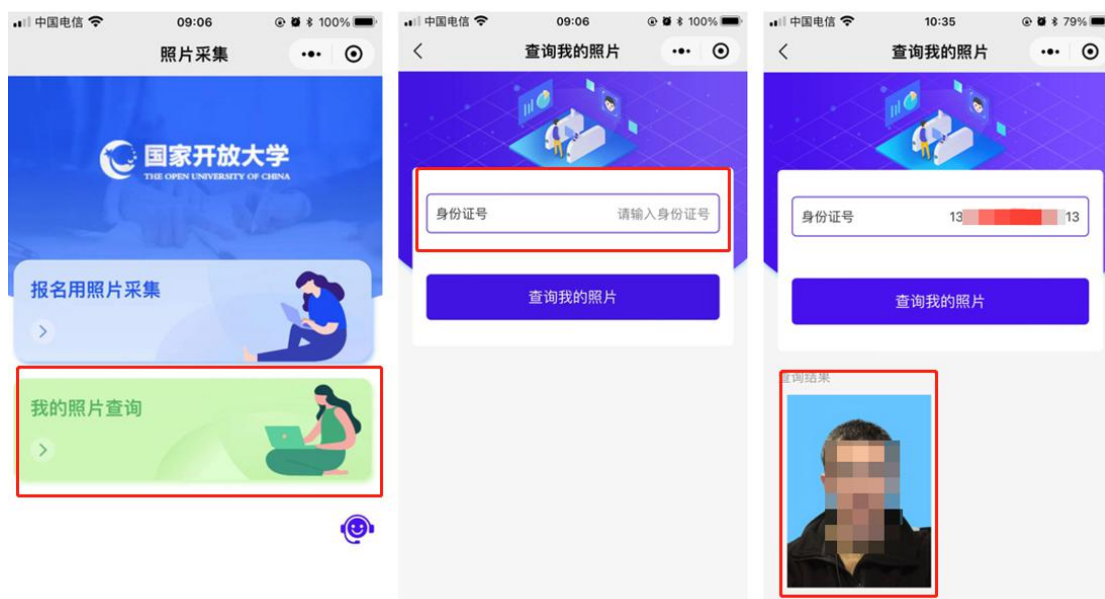 中国电信
09:06
100%
照片采集
国家开放大学
THE OPEN UNIVERSITY OF CHINA
报名用照片采集
我的照片查询
中国电信
09:06
100%
查询我的照片
身份证号
请输入身份证号
查询我的照片
中国电信
10:35
79%
查询我的照片
身份证号
13
13
查询我的照片
查询结果